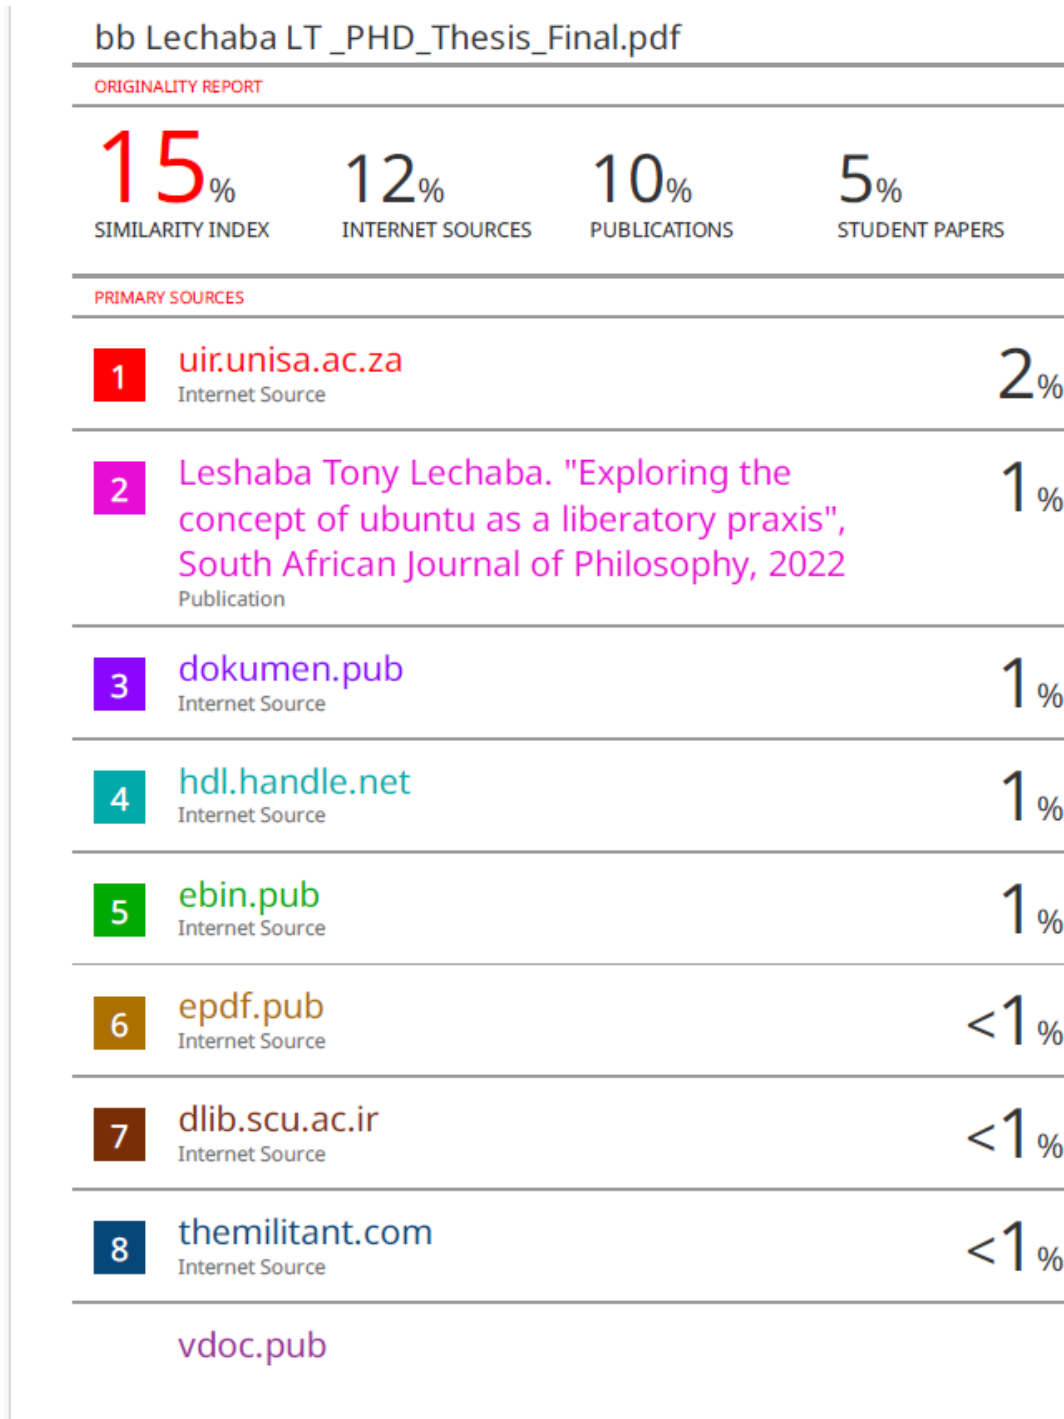 bb Lechaba LT _PHD_Thesis_Final.pdf
ORIGINALITY REPORT
15% 12% 10% 5%
SIMILARITY INDEX INTERNET SOURCES PUBLICATIONS STUDENT PAPERS
PRIMARY SOURCES
1 uir.unisa.ac.za 2%
Internet Source
2 Leshaba Tony Lechaba. "Exploring the 1%
concept of ubuntu as a liberatory praxis",
South African Journal of Philosophy, 2022
Publication
3 dokumen.pub 1%
Internet Source
4 hdl.handle.net 1%
Internet Source
5 ebin.pub 1%
Internet Source
6 epdf.pub <1%
Internet Source
7 dlib.scu.ac.ir <1%
Internet Source
8 themilitant.com <1%
Internet Source
vdoc.pub